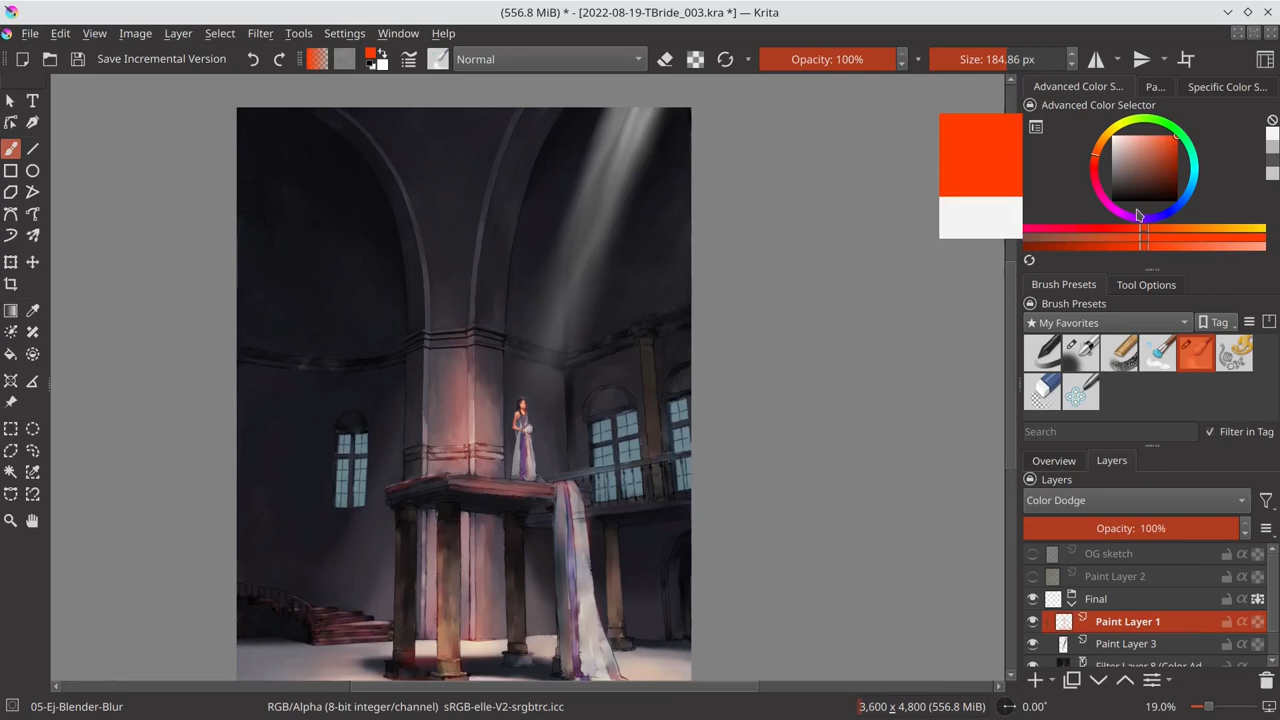 (556.8 MiB) * - [2022-08-19-TBride_003.kra *] — Krita
File Edit View Image Layer Select Filter Tools Settings Window Help
Save Incremental Version Normal Opacity: 100% Size: 184.86 px
Advanced Color S... Pa... Specific Color S...
Advanced Color Selector
Brush Presets Tool Options
Brush Presets
★ My Favorites Tag
Search Filter in Tag
Overview Layers
Layers
Color Dodge
Opacity: 100%
OG sketch
Paint Layer 2
Final
Paint Layer 1
Paint Layer 3
Filter Layer 8 (Color Ad
05-Ej-Blender-Blur RGB/Alpha (8-bit integer/channel) sRGB-elle-V2-srgbtrc.icc 3,600 x 4,800 (556.8 MiB) 0.00° 19.0%